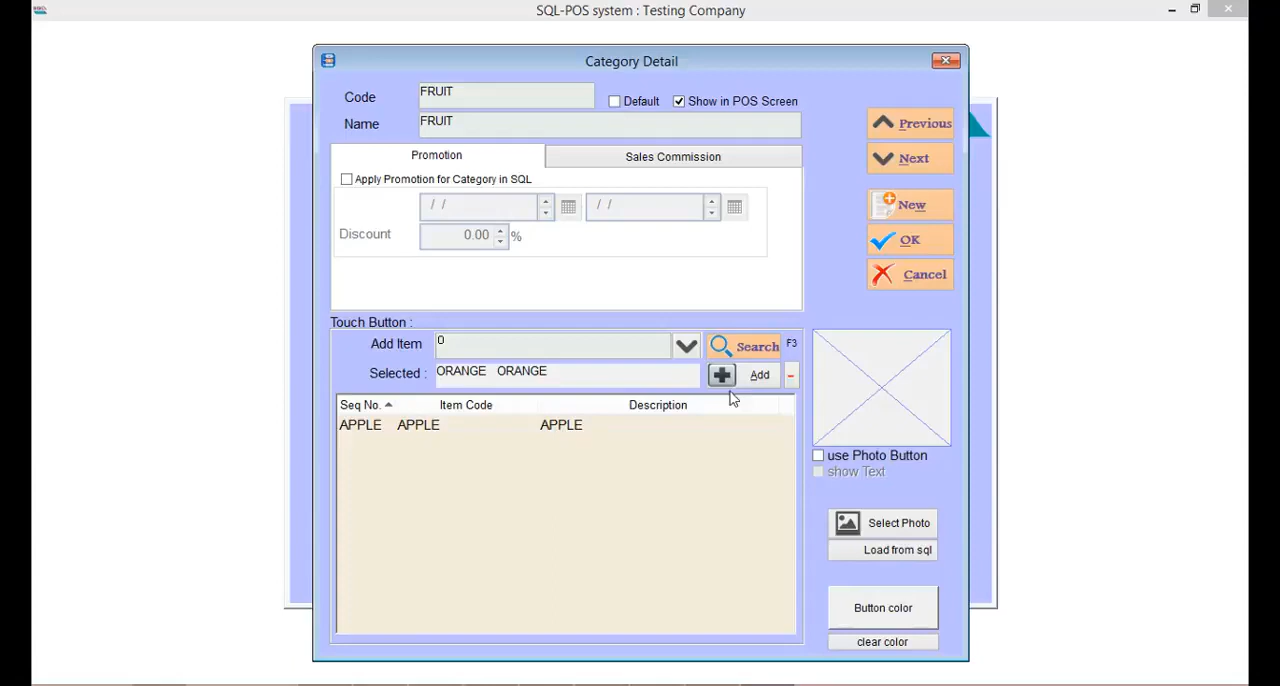 SQL-POS system : Testing Company
Category Detail
Code FRUIT Default Show in POS Screen
Name FRUIT
Previous
Next
New
OK
Cancel
Promotion Sales Commission
Apply Promotion for Category in SQL
/ / / /
Discount 0.00 %
Touch Button :
Add Item 0 Search F3
Selected : ORANGE ORANGE Add -
Seq No. Item Code Description
APPLE APPLE APPLE
use Photo Button
show Text
Select Photo
Load from sql
Button color
clear color